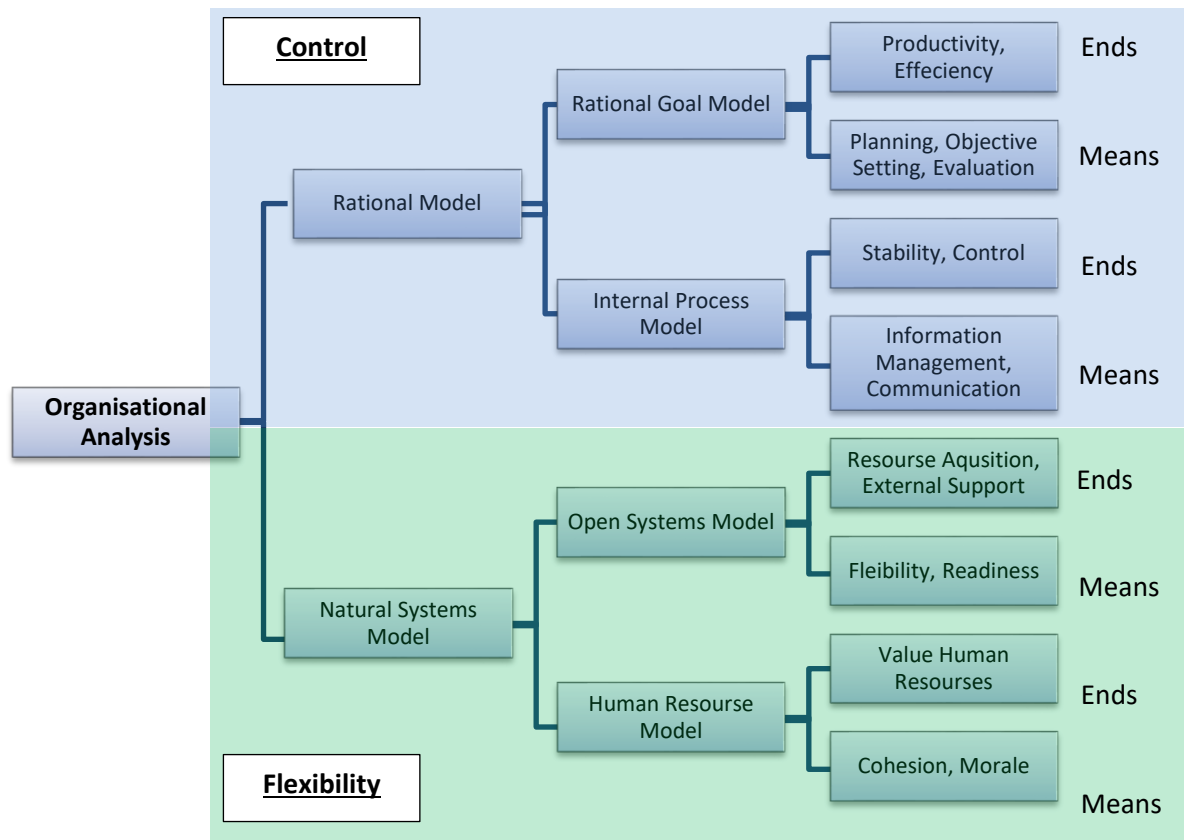 Control
Productivity,
Effeciency
Ends
Rational Goal Model
Planning, Objective
Setting, Evaluation
Means
Rational Model
Stability, Control
Ends
Internal Process
Model
Information
Management,
Communication
Means
Organisational
Analysis
Resourse Aqusition,
External Support
Ends
Open Systems Model
Fleibility, Readiness
Means
Natural Systems
Model
Value Human
Resourses
Ends
Human Resourse
Model
Cohesion, Morale
Means
Flexibility